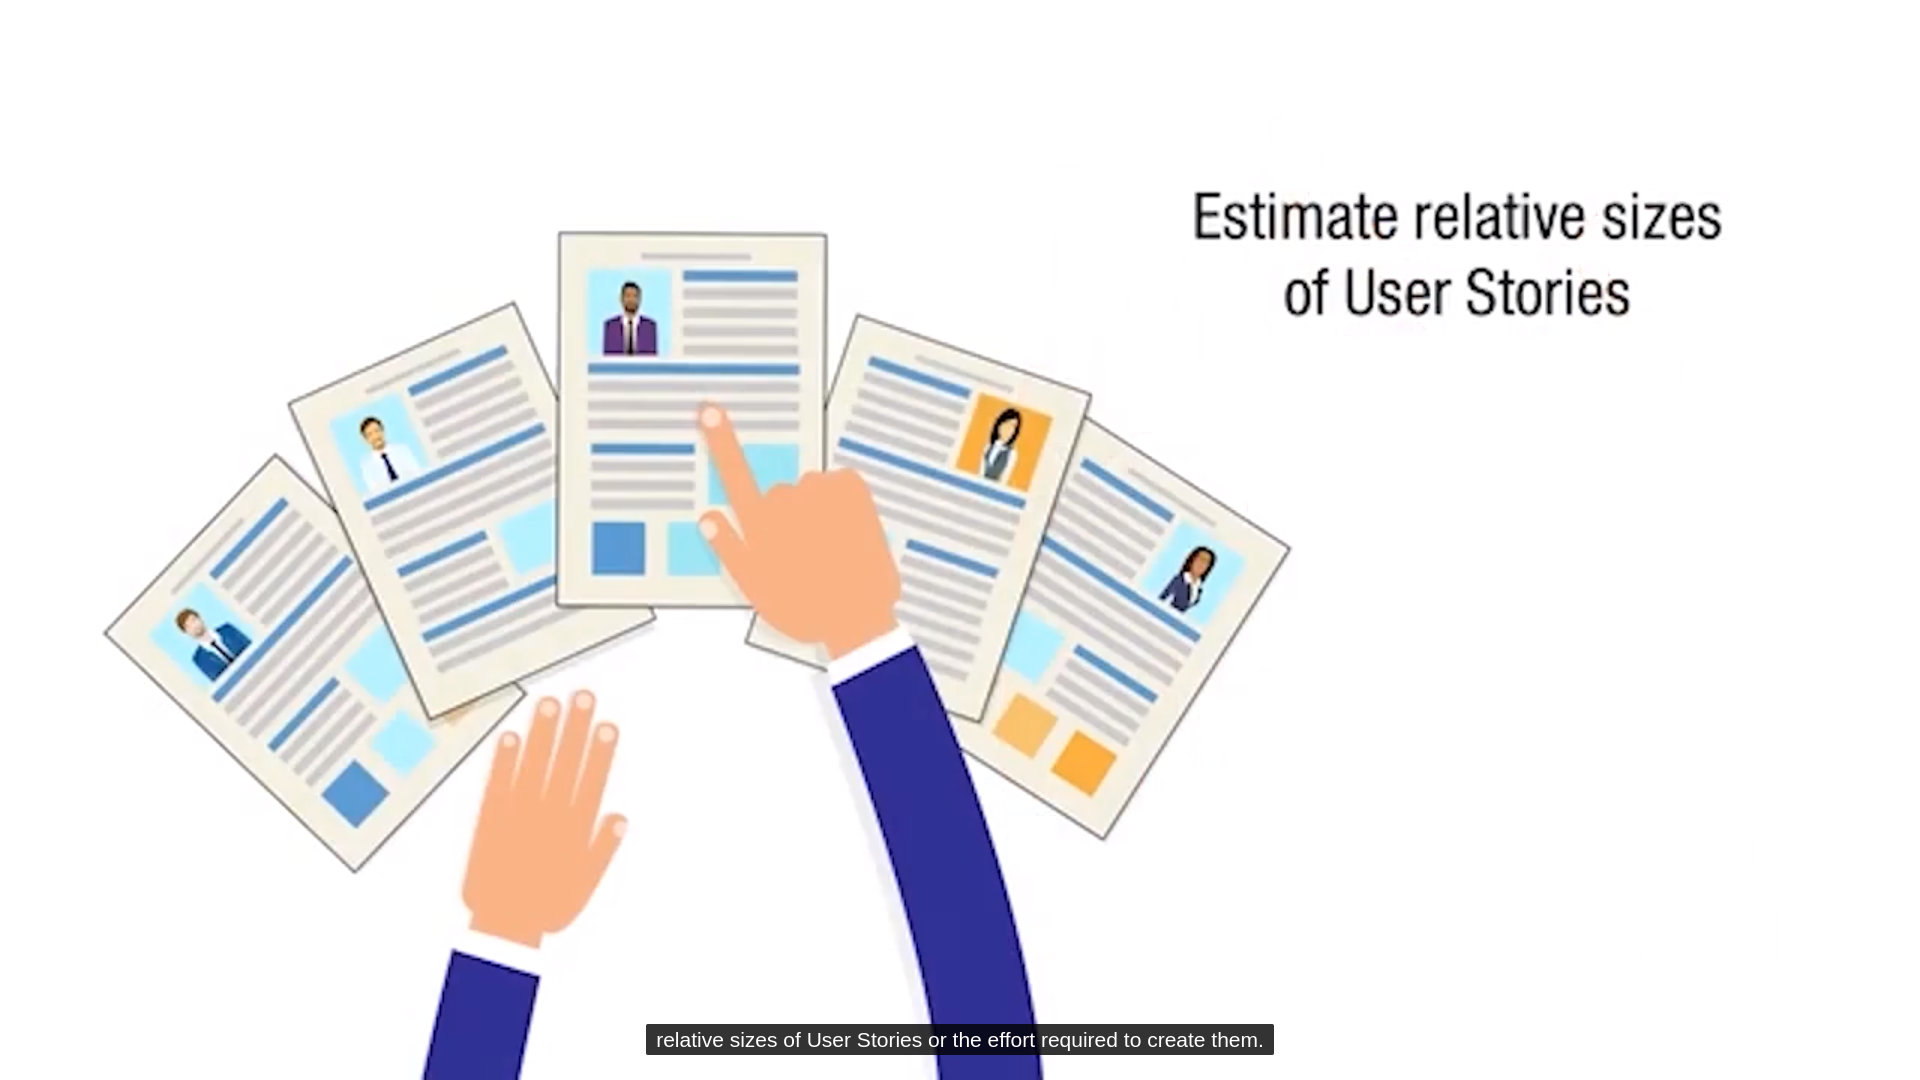 Estimate relative sizes
of User Stories
relative sizes of User Stories or the effort required to create them.